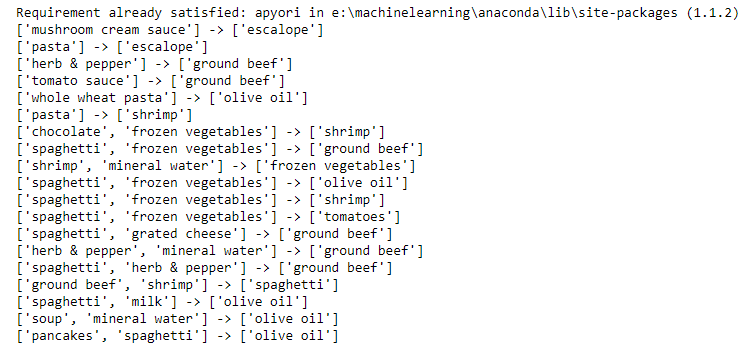 Requirement already satisfied: apyori in e:\machinelearning\anaconda\lib\site-packages (1.1.2)
['mushroom cream sauce'] -> ['escalope']
['pasta'] -> ['escalope']
['herb & pepper'] -> ['ground beef']
['tomato sauce'] -> ['ground beef']
['whole wheat pasta'] -> ['olive oil']
['pasta'] -> ['shrimp']
['chocolate', 'frozen vegetables'] -> ['shrimp']
['spaghetti', 'frozen vegetables'] -> ['ground beef']
['shrimp', 'mineral water'] -> ['frozen vegetables']
['spaghetti', 'frozen vegetables'] -> ['olive oil']
['spaghetti', 'frozen vegetables'] -> ['shrimp']
['spaghetti', 'frozen vegetables'] -> ['tomatoes']
['spaghetti', 'grated cheese'] -> ['ground beef']
['herb & pepper', 'mineral water'] -> ['ground beef']
['spaghetti', 'herb & pepper'] -> ['ground beef']
['ground beef', 'shrimp'] -> ['spaghetti']
['spaghetti', 'milk'] -> ['olive oil']
['soup', 'mineral water'] -> ['olive oil']
['pancakes', 'spaghetti'] -> ['olive oil']